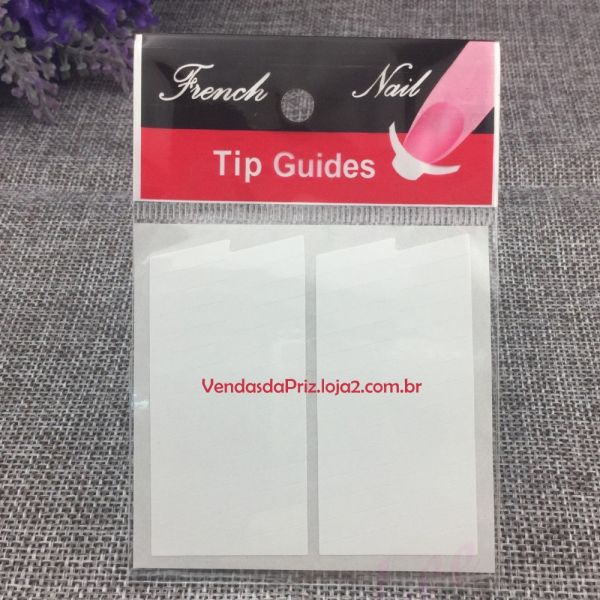 French Nail
Tip Guides
VendasdaPriz.loja2.com.br